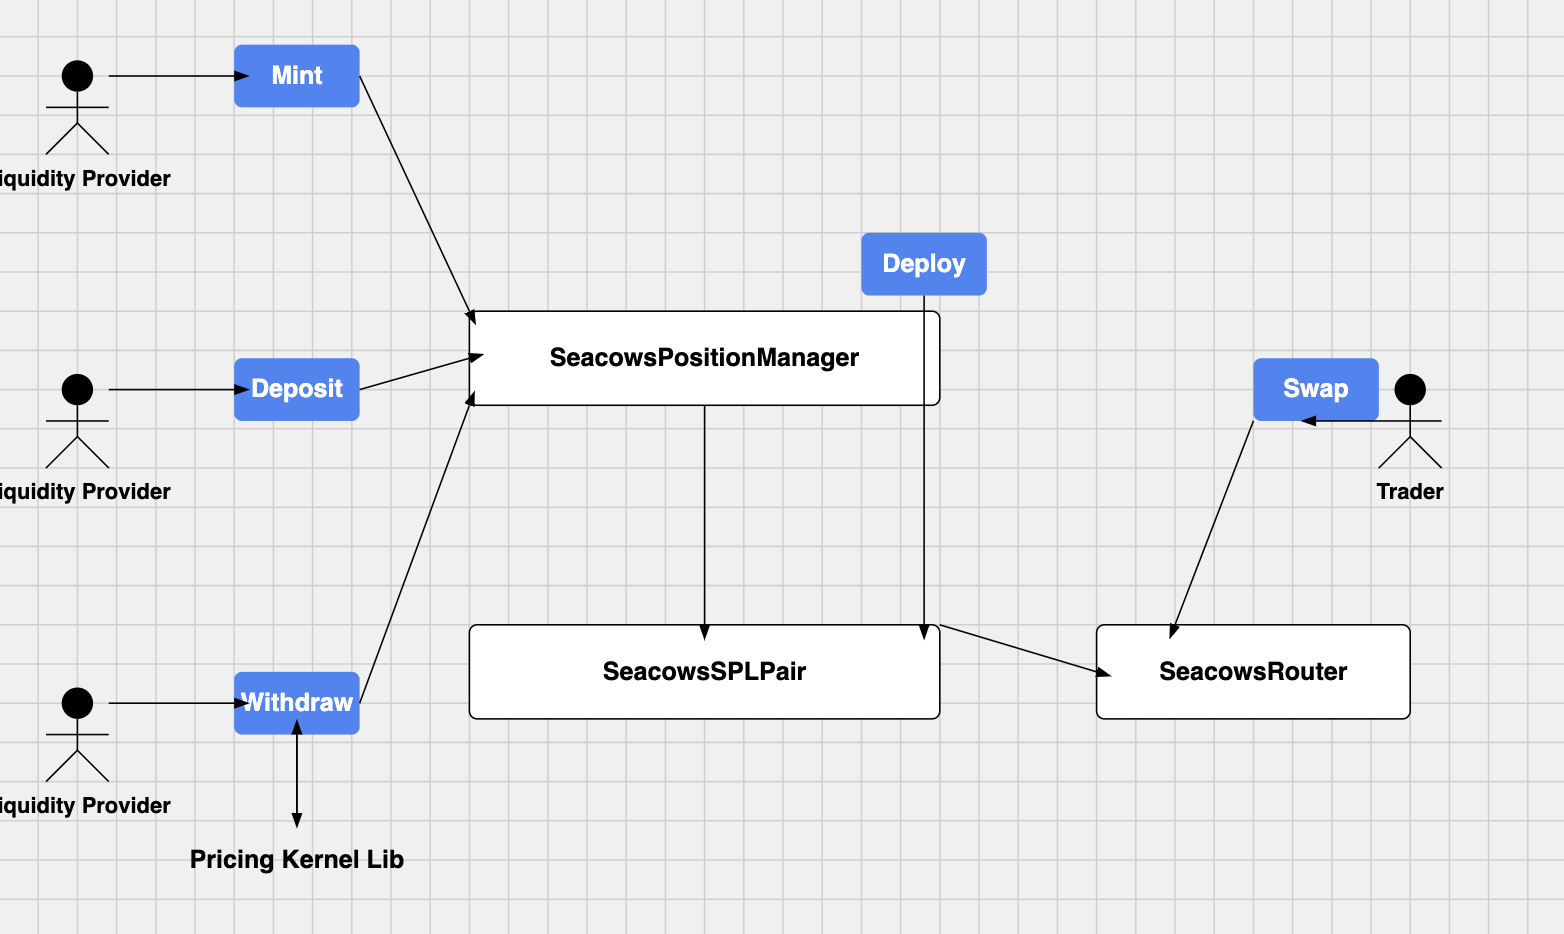 Mint
iquidity Provider
Deploy
SeacowsPositionManager
Deposit
Swap
iquidity Provider
Trader
SeacowsSPLPair
SeacowsRouter
Withdraw
iquidity Provider
Pricing Kernel Lib